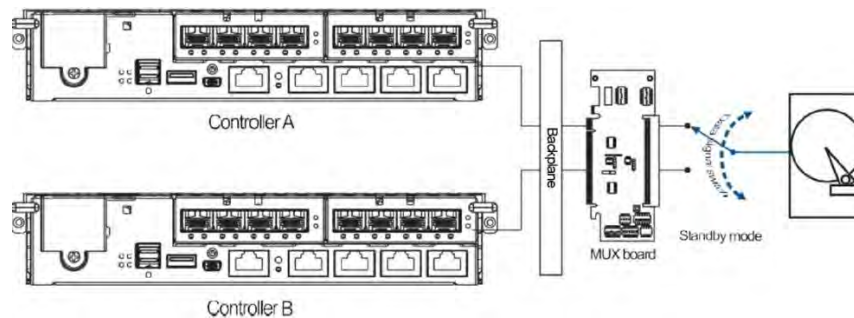 Controller A
Backplane
MUX board
Standby mode
Controller B